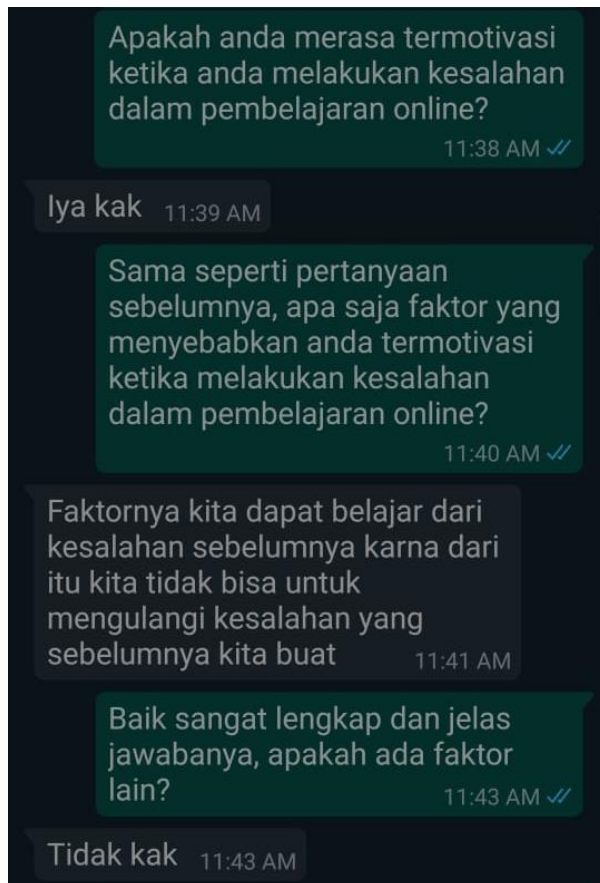 Apakah anda merasa termotivasi
ketika anda melakukan kesalahan
dalam pembelajaran online?
11:38 AM
Iya kak 11:39 AM
Sama seperti pertanyaan
sebelumnya, apa saja faktor yang
menyebabkan anda termotivasi
ketika melakukan kesalahan
dalam pembelajaran online?
11:40 AM
Faktornya kita dapat belajar dari
kesalahan sebelumnya karna dari
itu kita tidak bisa untuk
mengulangi kesalahan yang
sebelumnya kita buat 11:41 AM
Baik sangat lengkap dan jelas
jawabanya, apakah ada faktor
lain? 11:43 AM
Tidak kak 11:43 AM